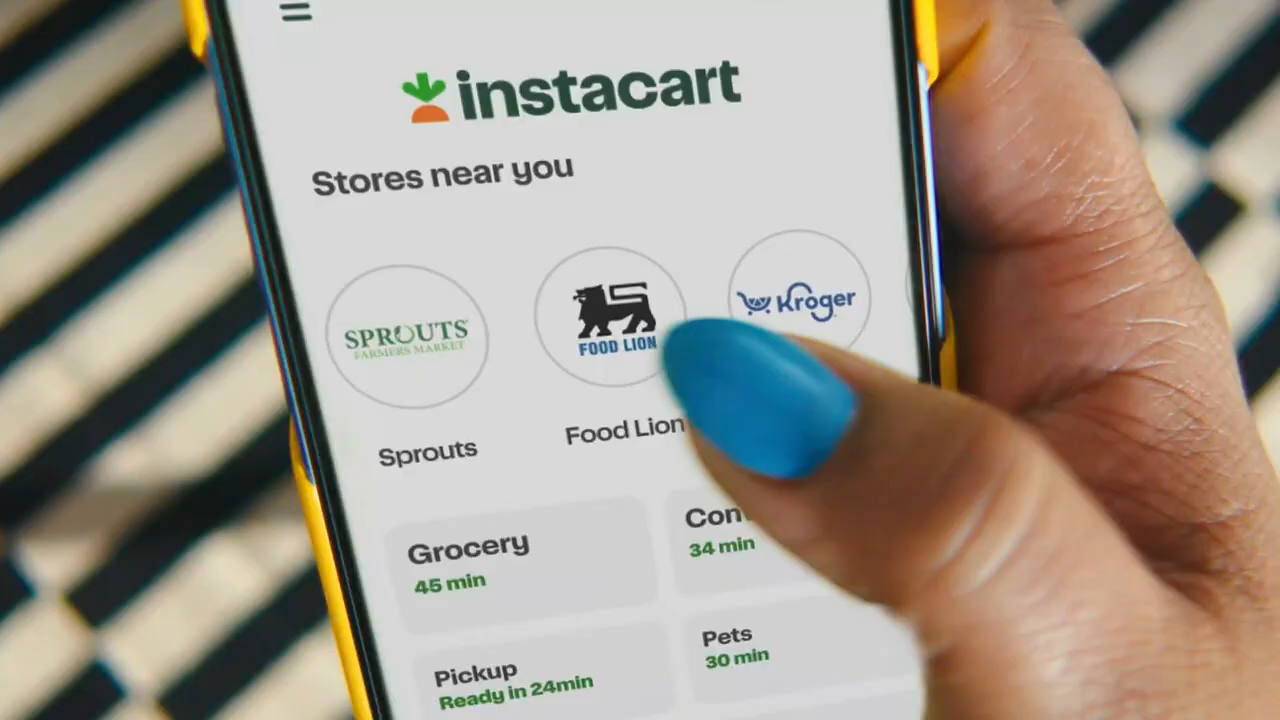 instacart
Stores near you
SPROUTS
FARMERS MARKET
FOOD LION
Kroger
Sprouts
Food Lion
Grocery
45 min
34 min
Pickup
Ready in 24min
Pets
30 min